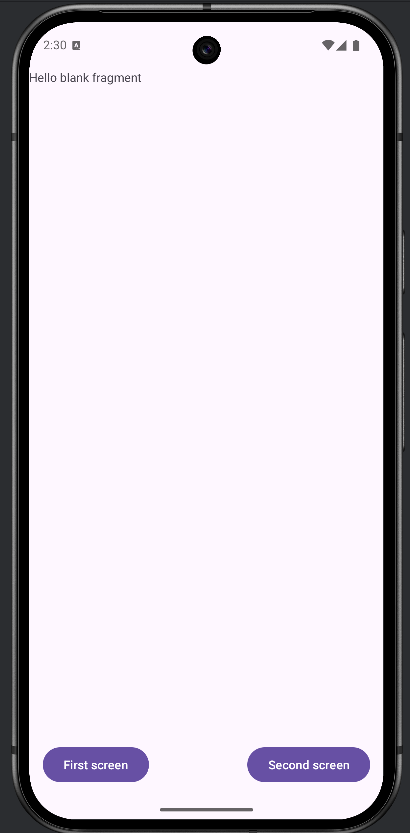 2:30
Hello blank fragment
First screen
Second screen